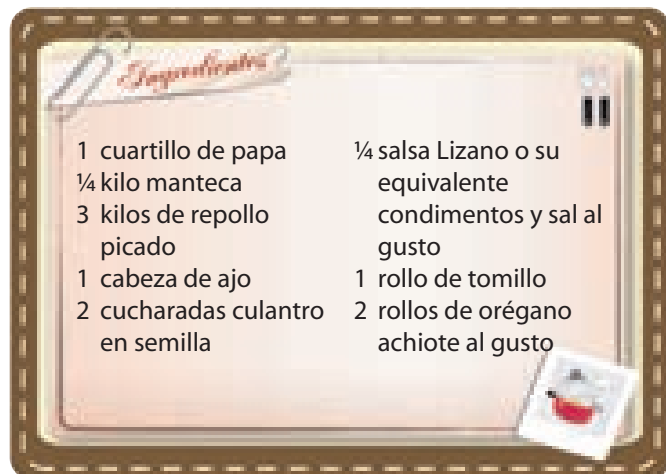 Ingredientes
1 cuartillo de papa
¼ kilo manteca
3 kilos de repollo
picado
1 cabeza de ajo
2 cucharadas culantro
en semilla
¼ salsa Lizano o su
equivalente
condimentos y sal al
gusto
1 rollo de tomillo
2 rollos de orégano
achiote al gusto